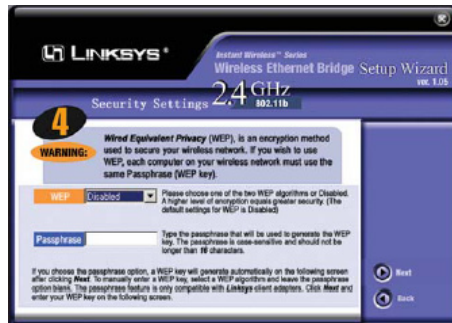 LINKSYS®
Instant Wireless™ Series
Wireless Ethernet Bridge Setup Wizard
ver. 1.05
Security Settings 2.4 GHz
802.11b
4
WARNING:
Wired Equivalent Privacy (WEP), is an encryption method
used to secure your wireless network. If you wish to use
WEP, each computer on your wireless network must use the
same Passphrase (WEP key).
WEP Disabled
Please choose one of the two WEP algorithms or Disabled.
A higher level of encryption equals greater security. (The
default settings for WEP is Disabled)
Passphrase
Type the passphrase that will be used to generate the WEP
key. The passphrase is case-sensitive and should not be
longer than 16 characters.
If you choose the passphrase option, a WEP key will generate automatically on the following screen
after clicking Next. To manually enter a WEP key, select a WEP algorithm and leave the passphrase
option blank. The passphrase feature is only compatible with Linksys client adapters. Click Next and
enter your WEP key on the following screen.
Next
Back